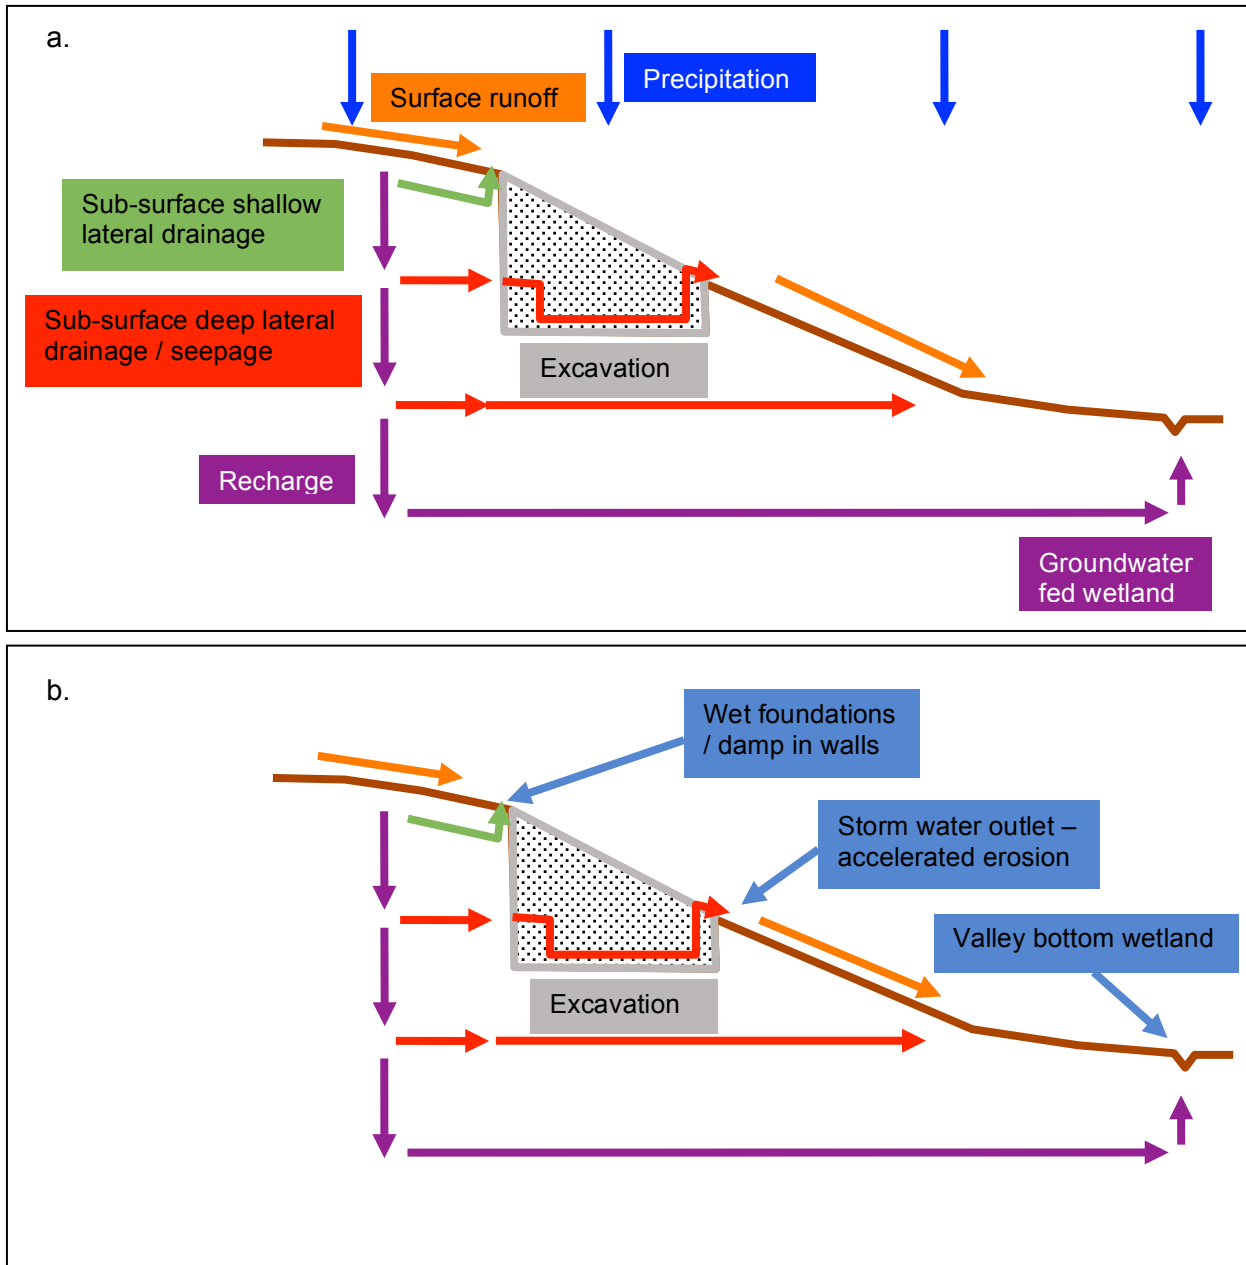 a.
Precipitation
Surface runoff
Sub-surface shallow
lateral drainage
Sub-surface deep lateral
drainage / seepage
Excavation
Recharge
Groundwater
fed wetland
b.
Wet foundations
/ damp in walls
Storm water outlet –
accelerated erosion
Valley bottom wetland
Excavation